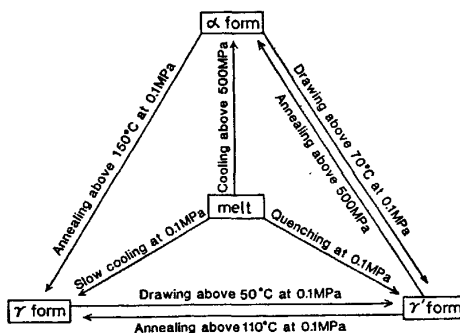 α form
Annealing above 150°C at 0.1MPa
Cooling above 500MPa
Drawing above 70°C at 0.1MPa
Annealing above 500MPa
melt
Slow cooling at 0.1MPa
Quenching at 0.1MPa
γ form
Drawing above 50°C at 0.1MPa
γ' form
Annealing above 110°C at 0.1MPa